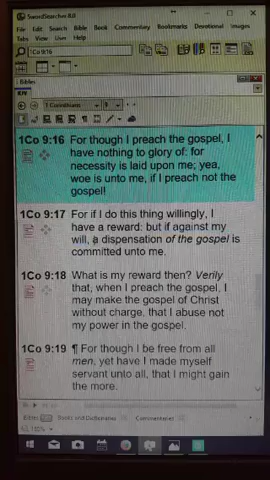 SwordSearcher 8.0
File Edit Search Bible Book Commentary Bookmarks Devotional Images
Tab View User Help
1Co 9:16
Bibles
KJV
1 Corinthians 9
1Co 9:16 For though I preach the gospel, I
have nothing to glory of: for
necessity is laid upon me; yea,
woe is unto me, if I preach not the
gospel!
1Co 9:17 For if I do this thing willingly, I
have a reward: but if against my
will, a dispensation of the gospel is
committed unto me.
1Co 9:18 What is my reward then? Verily
that, when I preach the gospel, I
may make the gospel of Christ
without charge, that I abuse not
my power in the gospel.
1Co 9:19 ¶ For though I be free from all
men, yet have I made myself
servant unto all, that I might gain
the more.
Bibles Books and Dictionaries Commentaries